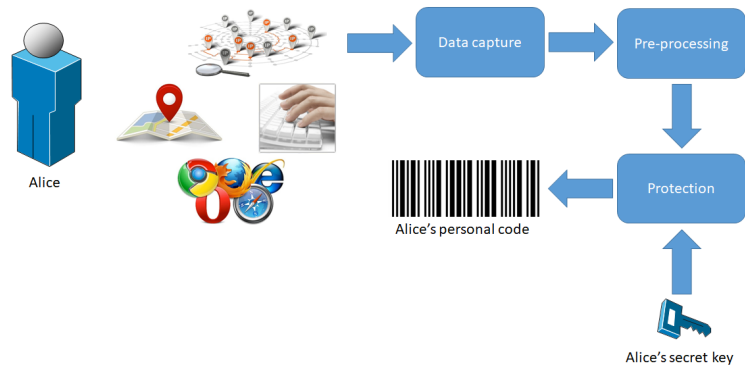 Data capture
Pre-processing
Alice
Protection
Alice's personal code
Alice's secret key